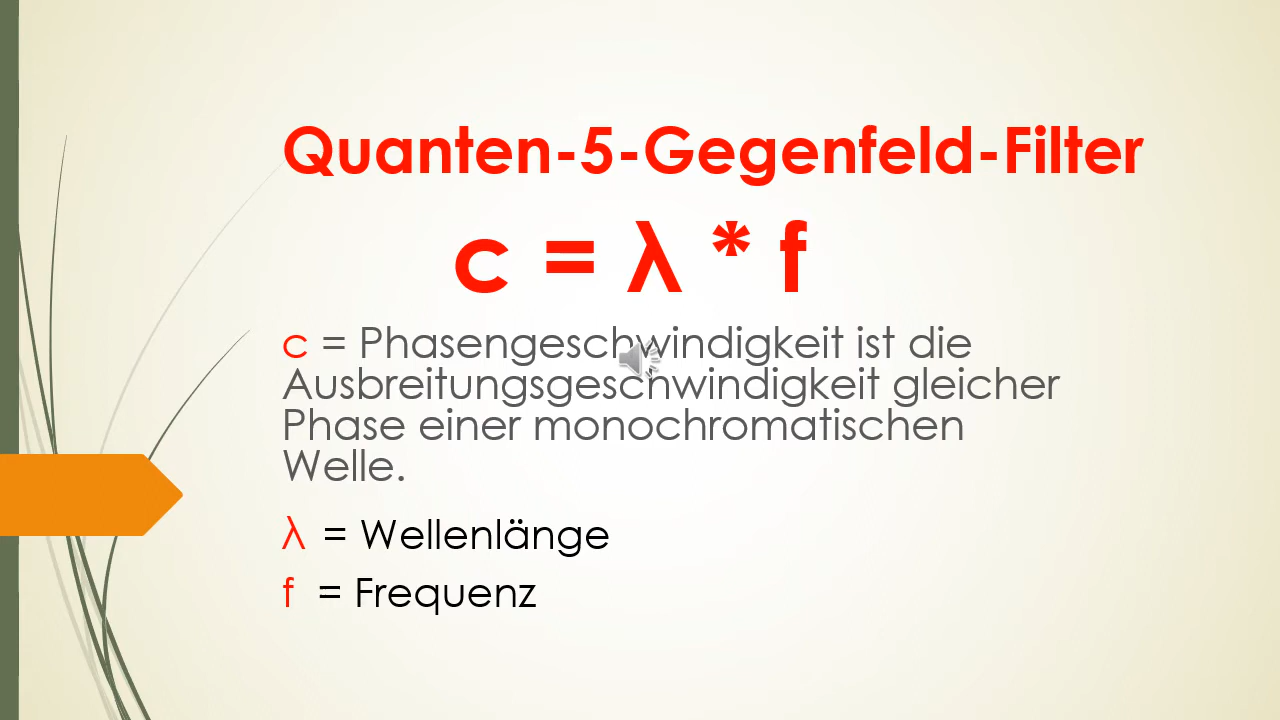 Quanten-5-Gegenfeld-Filter
c = λ * f
c = Phasengeschwindigkeit ist die
Ausbreitungsgeschwindigkeit gleicher
Phase einer monochromatischen
Welle.
λ = Wellenlänge
f = Frequenz